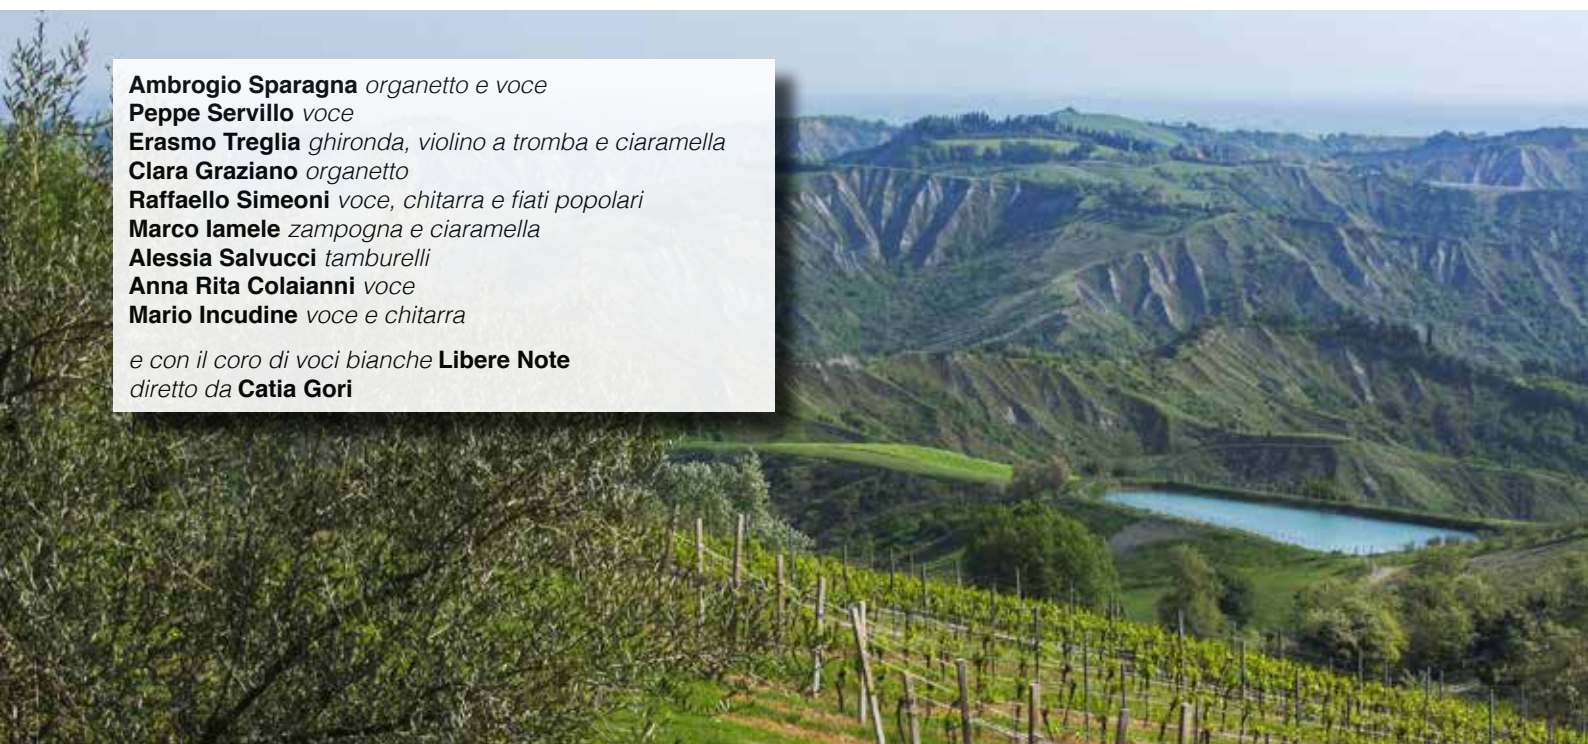 Ambrogio Sparagna organetto e voce
Peppe Servillo voce
Erasmo Treglia ghironda, violino a tromba e ciaramella
Clara Graziano organetto
Raffaello Simeoni voce, chitarra e fiati popolari
Marco Iamele zampogna e ciaramella
Alessia Salvucci tamburelli
Anna Rita Colaianni voce
Mario Incudine voce e chitarra
e con il coro di voci bianche Libere Note
diretto da Catia Gori